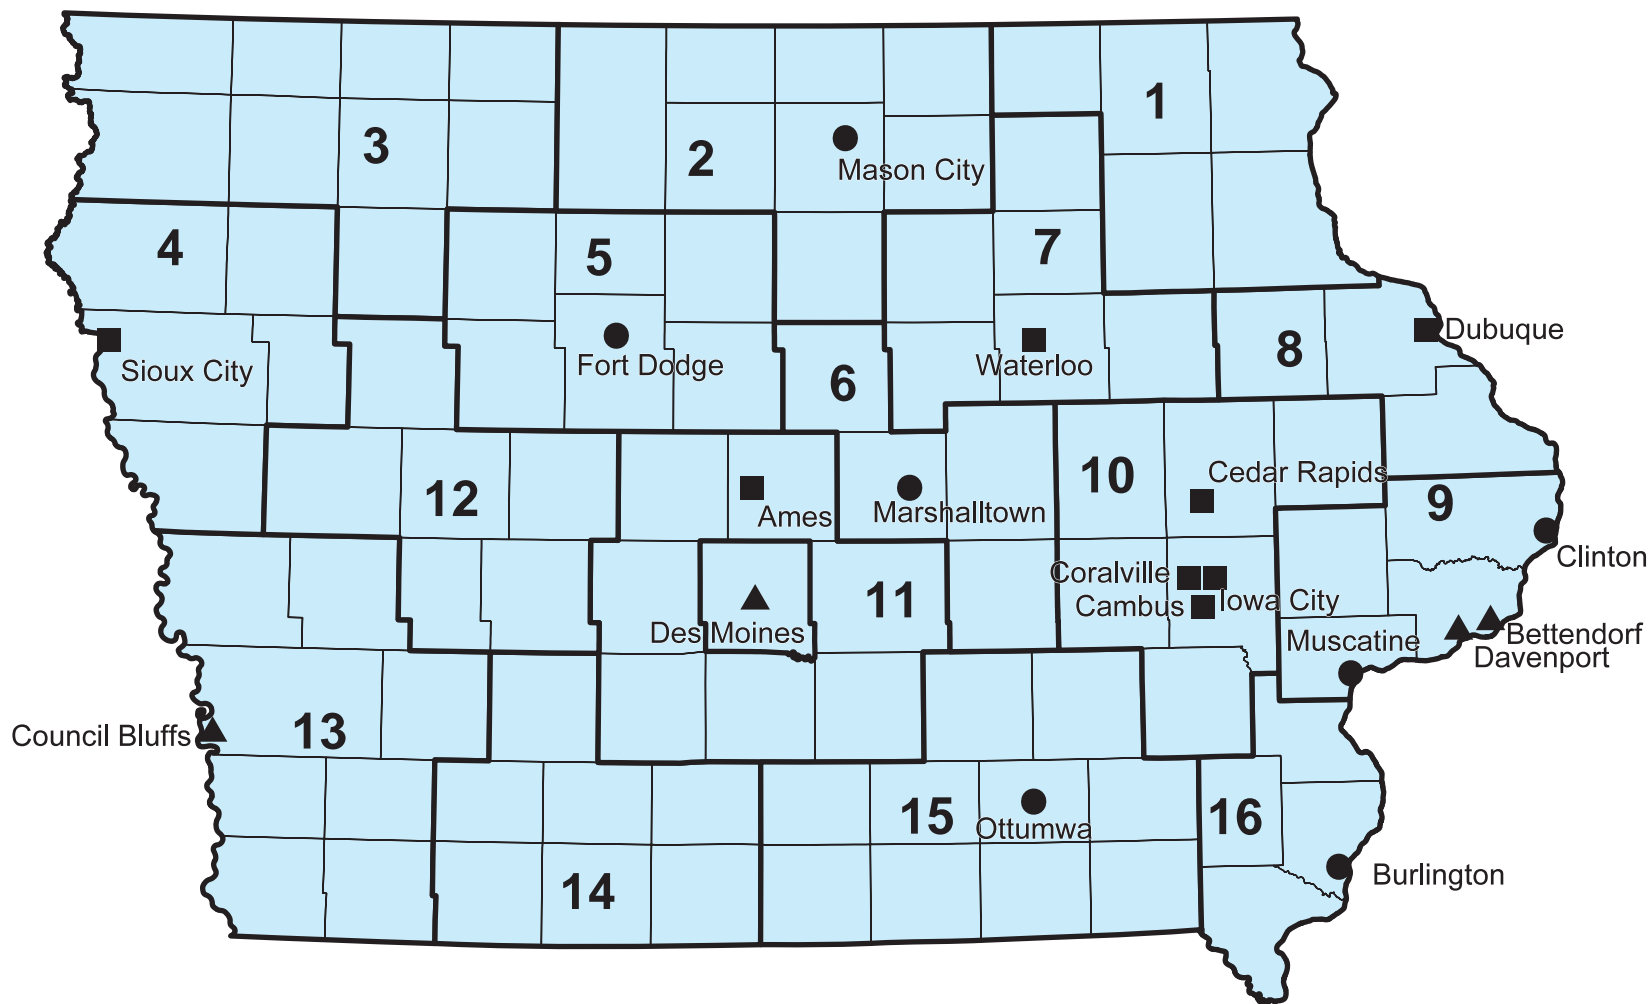 1
3
2
Mason City
4
5
7
Dubuque
Sioux City
Fort Dodge
Waterloo
8
6
12
Ames
Marshalltown
10
Cedar Rapids
9
Clinton
11
Coralville
Iowa City
Cambus
Des Moines
Muscatine
Bettendorf
Davenport
Council Bluffs
13
15
Ottumwa
16
14
Burlington